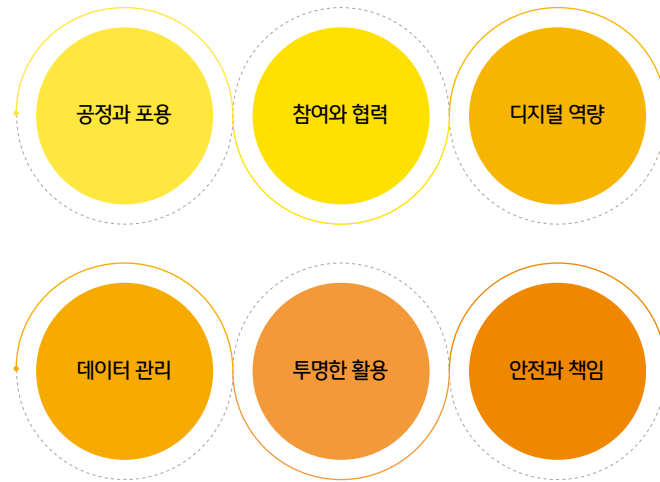 공정과 포용
참여와 협력
디지털 역량
데이터 관리
투명한 활용
안전과 책임